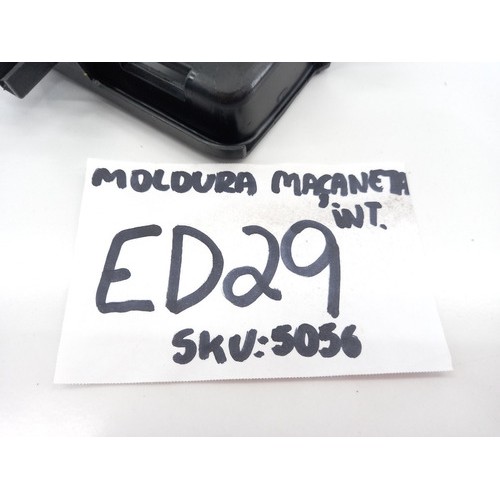 MOLDURA MAÇANETA
iNT.
ED29
SKU:5056